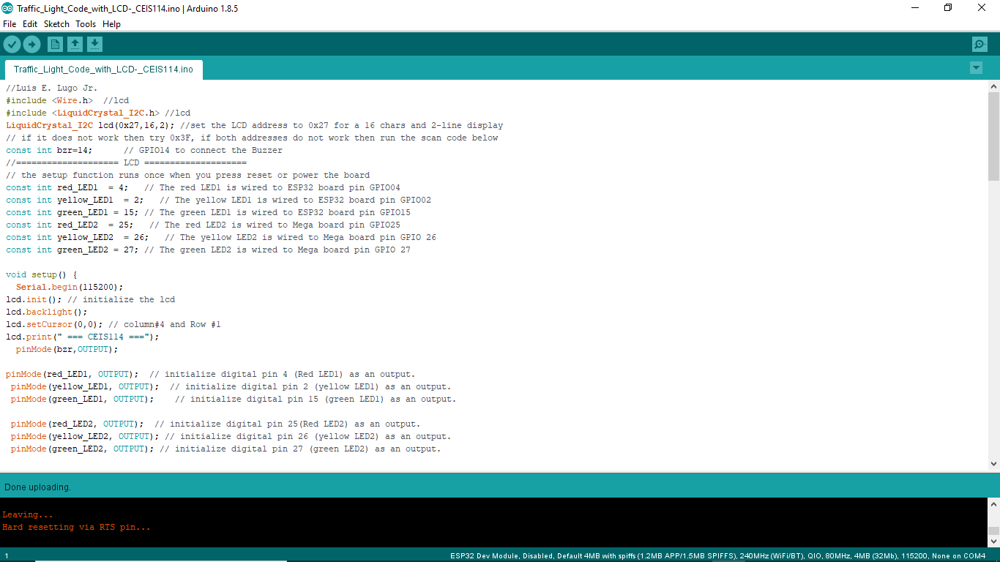 Traffic_Light_Code_with_LCD-_CEIS114.ino | Arduino 1.8.5
File Edit Sketch Tools Help
Traffic_Light_Code_with_LCD-_CEIS114.ino
//Luis E. Lugo Jr.
#include <Wire.h>  //lcd
#include <LiquidCrystal_I2C.h> //lcd
LiquidCrystal_I2C lcd(0x27,16,2); //set the LCD address to 0x27 for a 16 chars and 2-line display
// if it does not work then try 0x3F, if both addresses do not work then run the scan code below
const int bzr=14;      // GPIO14 to connect the Buzzer
//==================== LCD ====================
// the setup function runs once when you press reset or power the board
const int red_LED1  = 4;   // The red LED1 is wired to ESP32 board pin GPIO04
const int yellow_LED1  = 2;   // The yellow LED1 is wired to ESP32 board pin GPIO02
const int green_LED1 = 15; // The green LED1 is wired to ESP32 board pin GPIO15
const int red_LED2  = 25;   // The red LED2 is wired to Mega board pin GPIO25
const int yellow_LED2  = 26;   // The yellow LED2 is wired to Mega board pin GPIO 26
const int green_LED2 = 27; // The green LED2 is wired to Mega board pin GPIO 27
void setup() {
  Serial.begin(115200);
lcd.init(); // initialize the lcd
lcd.backlight();
lcd.setCursor(0,0); // column#4 and Row #1
lcd.print(" === CEIS114 ===");
  pinMode(bzr,OUTPUT);
pinMode(red_LED1, OUTPUT);  // initialize digital pin 4 (Red LED1) as an output.
 pinMode(yellow_LED1, OUTPUT);  // initialize digital pin 2 (yellow LED1) as an output.
 pinMode(green_LED1, OUTPUT);    // initialize digital pin 15 (green LED1) as an output.
 pinMode(red_LED2, OUTPUT);  // initialize digital pin 25(Red LED2) as an output.
 pinMode(yellow_LED2, OUTPUT); // initialize digital pin 26 (yellow LED2) as an output.
 pinMode(green_LED2, OUTPUT); // initialize digital pin 27 (green LED2) as an output.
Done uploading.
Leaving...
Hard resetting via RTS pin...
1 ESP32 Dev Module, Disabled, Default 4MB with spiffs (1.2MB APP/1.5MB SPIFFS), 240MHz (WiFi/BT), QIO, 80MHz, 4MB (32Mb), 115200, None on COM4